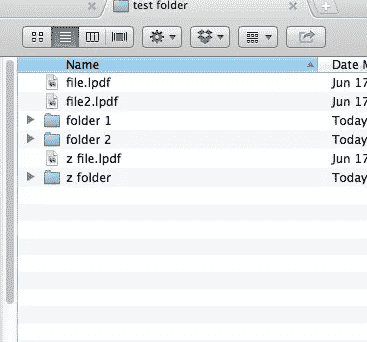 test folder
Name Date M
file.lpdf Jun 17
file2.lpdf Jun 17
folder 1 Today
folder 2 Today
z file.lpdf Jun 17
z folder Today